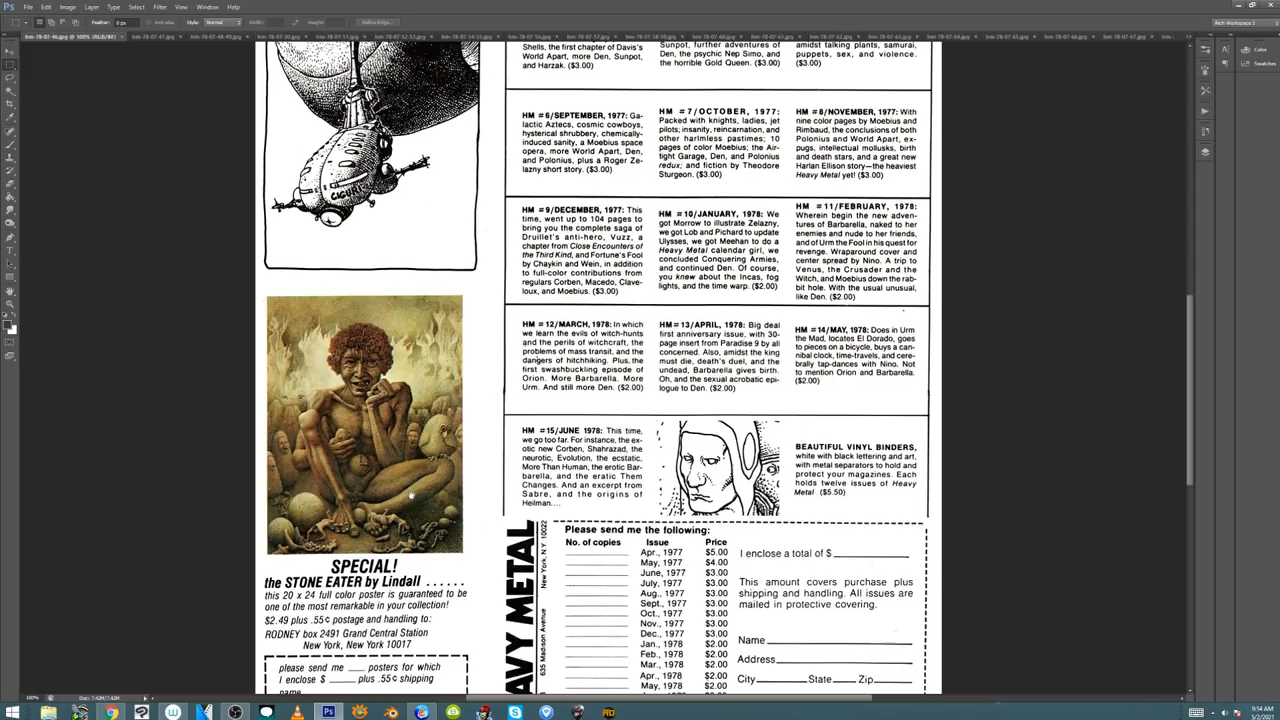 File Edit Image Layer Type Select Filter View Window Help
Feather: 0 px Style: Normal
Rich Workspace 1
Color
Swatches
CIGURE
Shells, the first chapter of Davis's
World Apart, more Den, Sunpot,
and Harzak. ($3.00)
Sunpot, further adventures of
Den, the psychic Nep Simo, and
the horrible Gold Queen. ($3.00)
amidst talking plants, samurai,
puppets, sex, and violence.
($3.00)
HM #6/SEPTEMBER, 1977: Ga-
lactic Aztecs, cosmic cowboys,
hysterical shrubbery, chemically-
induced sanity, a Moebius space
opera, more World Apart, Den,
and Polonius, plus a Roger Ze-
lazny short story. ($3.00)
HM #7/OCTOBER, 1977:
Packed with knights, ladies, jet
pilots; insanity, reincarnation, and
other harmless pastimes; 10
pages of color Moebius; the Air-
tight Garage, Den, and Polonius
redux; and fiction by Theodore
Sturgeon. ($3.00)
HM #8/NOVEMBER, 1977: With
nine color pages by Moebius and
Rimbaud, the conclusions of both
Polonius and World Apart, ex-
pugs, intellectual mollusks, birth
and death stars, and a great new
Harlan Ellison story—the heaviest
Heavy Metal yet! ($3.00)
HM #9/DECEMBER, 1977: This
time, went up to 104 pages to
bring you the complete saga of
Druillet's anti-hero, Vuzz, a
chapter from Close Encounters of
the Third Kind, and Fortune's Fool
by Chaykin and Wein, in addition
to full-color contributions from
regulars Corben, Macedo, Clave-
loux, and Moebius. ($3.00)
HM #10/JANUARY, 1978: We
got Morrow to illustrate Zelazny,
we got Lob and Pichard to update
Ulysses, we got Meehan to do a
Heavy Metal calendar girl, we
concluded Conquering Armies,
and continued Den. Of course,
you knew about the Incas, fog
lights, and the time warp. ($2.00)
HM #11/FEBRUARY, 1978:
Wherein begin the new adven-
tures of Barbarella, naked to her
enemies and nude to her friends,
and of Urm the Fool in his quest for
revenge. Wraparound cover and
center spread by Nino. A trip to
Venus, the Crusader and the
Witch, and Moebius down the rab-
bit hole. With the usual unusual,
like Den. ($2.00)
HM #12/MARCH, 1978: In which
we learn the evils of witch-hunts
and the perils of witchcraft, the
problems of mass transit, and the
dangers of hitchhiking. Plus, the
first swashbuckling episode of
Orion. More Barbarella. More
Urm. And still more Den. ($2.00)
HM #13/APRIL, 1978: Big deal
first anniversary issue, with 30-
page insert from Paradise 9 by all
concerned. Also, amidst the king
must die, death's duel, and the
undead, Barbarella gives birth.
Oh, and the sexual acrobatic epi-
logue to Den. ($2.00)
HM #14/MAY, 1978: Does in Urm
the Mad, locates El Dorado, goes
to pieces on a bicycle, buys a can-
nibal clock, time-travels, and cere-
brally tap-dances with Nino. Not
to mention Orion and Barbarella.
($2.00)
HM #15/JUNE 1978: This time,
we go too far. For instance, the ex-
otic new Corben, Shahrazad, the
neurotic, Evolution, the ecstatic,
More Than Human, the erotic Bar-
barella, and the eratic Them
Changes. And an excerpt from
Sabre, and the origins of
Heilman....
BEAUTIFUL VINYL BINDERS,
white with black lettering and art,
with metal separators to hold and
protect your magazines. Each
holds twelve issues of Heavy
Metal ($5.50)
SPECIAL!
the STONE EATER by Lindall ......
this 20 x 24 full color poster is guaranteed to be
one of the most remarkable in your collection!
$2.49 plus .55¢ postage and handling to:
RODNEY box 2491 Grand Central Station
New York, New York 10017
please send me ___ posters for which
I enclose $ ____ plus .55¢ shipping
name
AVY METAL
635 Madison Avenue New York, N.Y. 10022
Please send me the following:
No. of copies Issue Price
Apr., 1977 $5.00
May, 1977 $4.00
June, 1977 $3.00
July, 1977 $3.00
Aug., 1977 $3.00
Sept., 1977 $3.00
Oct., 1977 $3.00
Nov., 1977 $3.00
Dec., 1977 $3.00
Jan., 1978 $2.00
Feb., 1978 $2.00
Mar., 1978 $2.00
Apr., 1978 $2.00
May, 1978 $2.00
I enclose a total of $
This amount covers purchase plus
shipping and handling. All issues are
mailed in protective covering.
Name
Address
City State Zip
100%
9:54 AM
5/2/2021